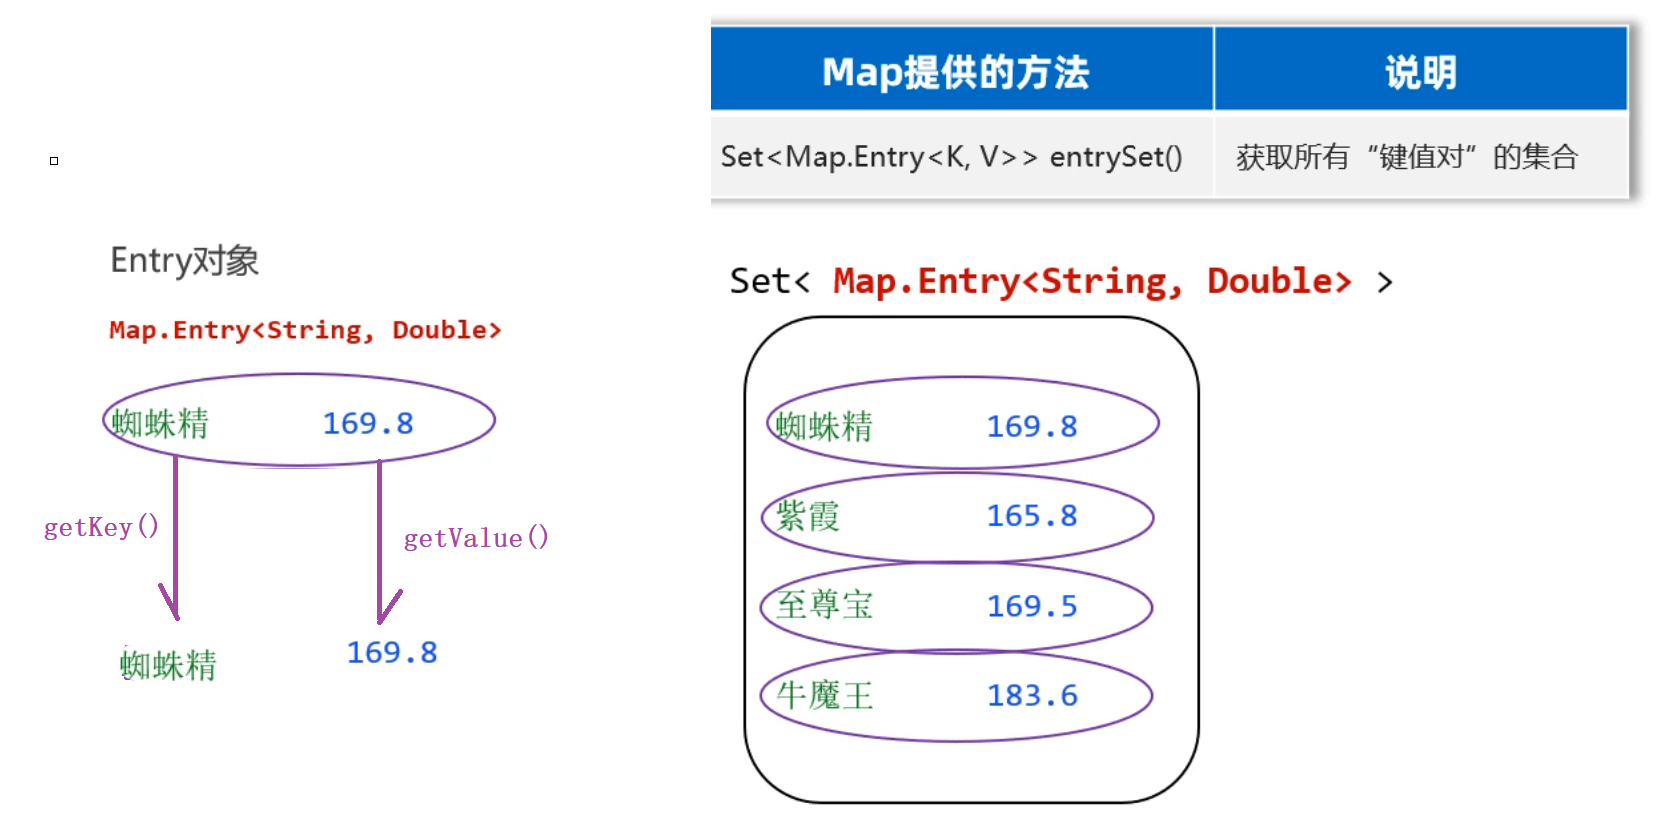 Map提供的方法 说明
Set<Map.Entry<K, V>> entrySet() 获取所有“键值对”的集合
Entry对象
Map.Entry<String, Double>
蜘蛛精 169.8
getKey() getValue()
蜘蛛精 169.8
Set< Map.Entry<String, Double> >
蜘蛛精 169.8
紫霞 165.8
至尊宝 169.5
牛魔王 183.6